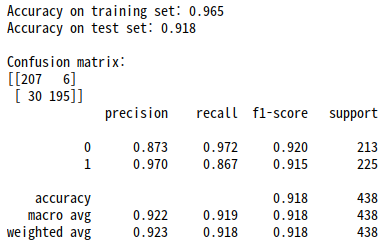 Accuracy on training set: 0.965
Accuracy on test set: 0.918
Confusion matrix:
[[207   6]
 [ 30 195]]
precision    recall  f1-score   support
0      0.873     0.972     0.920       213
1      0.970     0.867     0.915       225
accuracy                           0.918       438
macro avg      0.922     0.919     0.918       438
weighted avg      0.923     0.918     0.918       438